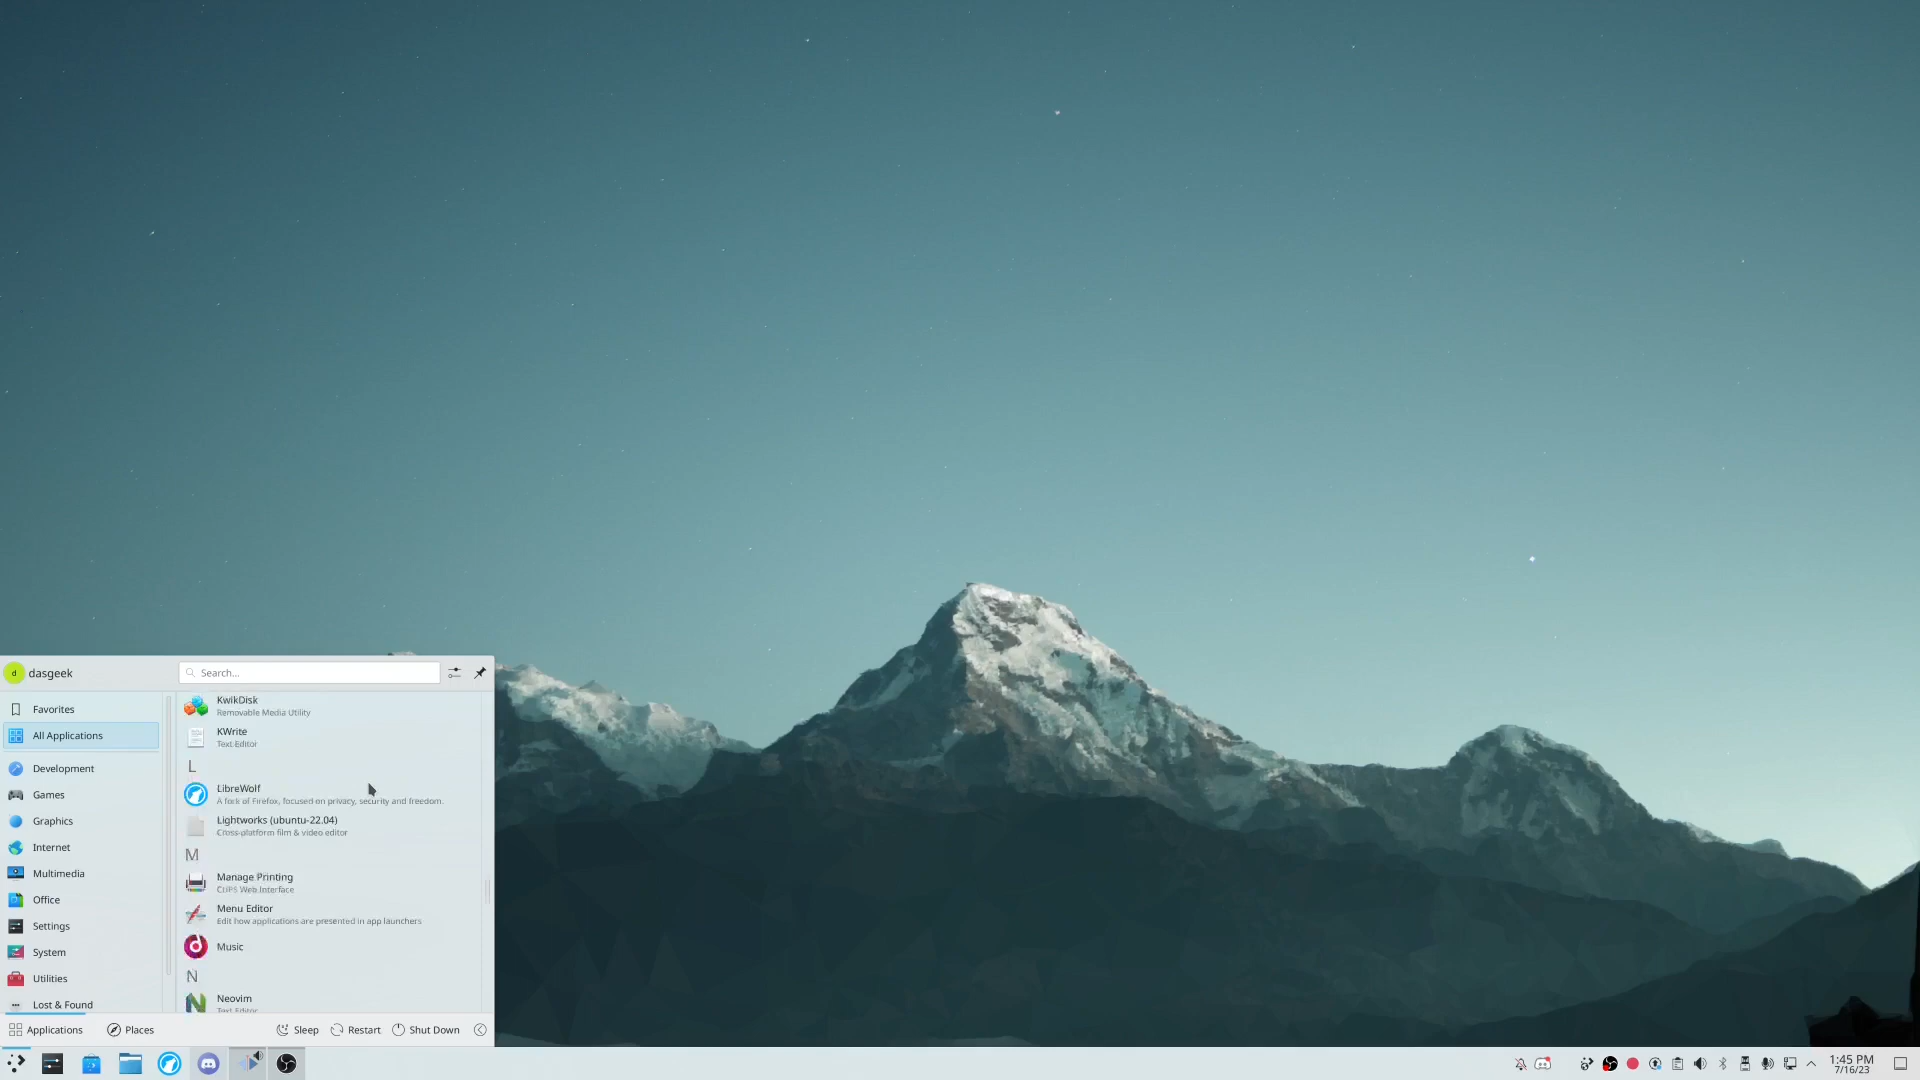 d dasgeek
Search...
Favorites
All Applications
Development
Games
Graphics
Internet
Multimedia
Office
Settings
System
Utilities
Lost & Found
KwikDisk
Removable Media Utility
KWrite
Text Editor
L
LibreWolf
A fork of Firefox, focused on privacy, security and freedom.
Lightworks (ubuntu-22.04)
Cross-platform film & video editor
M
Manage Printing
CUPS Web Interface
Menu Editor
Edit how applications are presented in app launchers
Music
N
Neovim
Text Editor
Applications Places Sleep Restart Shut Down
1:45 PM
7/16/23